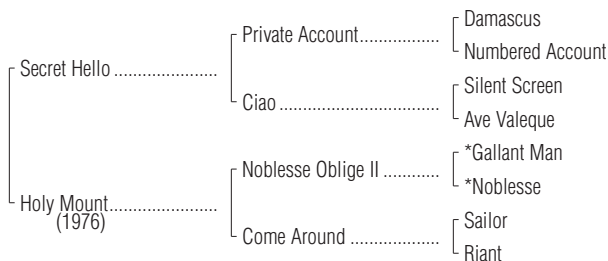 Damascus
Private Account..................
Numbered Account
Secret Hello .......................
Silent Screen
Ciao ...................................
Ave Valeque
*Gallant Man
Noblesse Oblige II ............
*Noblesse
Holy Mount........................
(1976)
Sailor
Come Around ....................
Riant